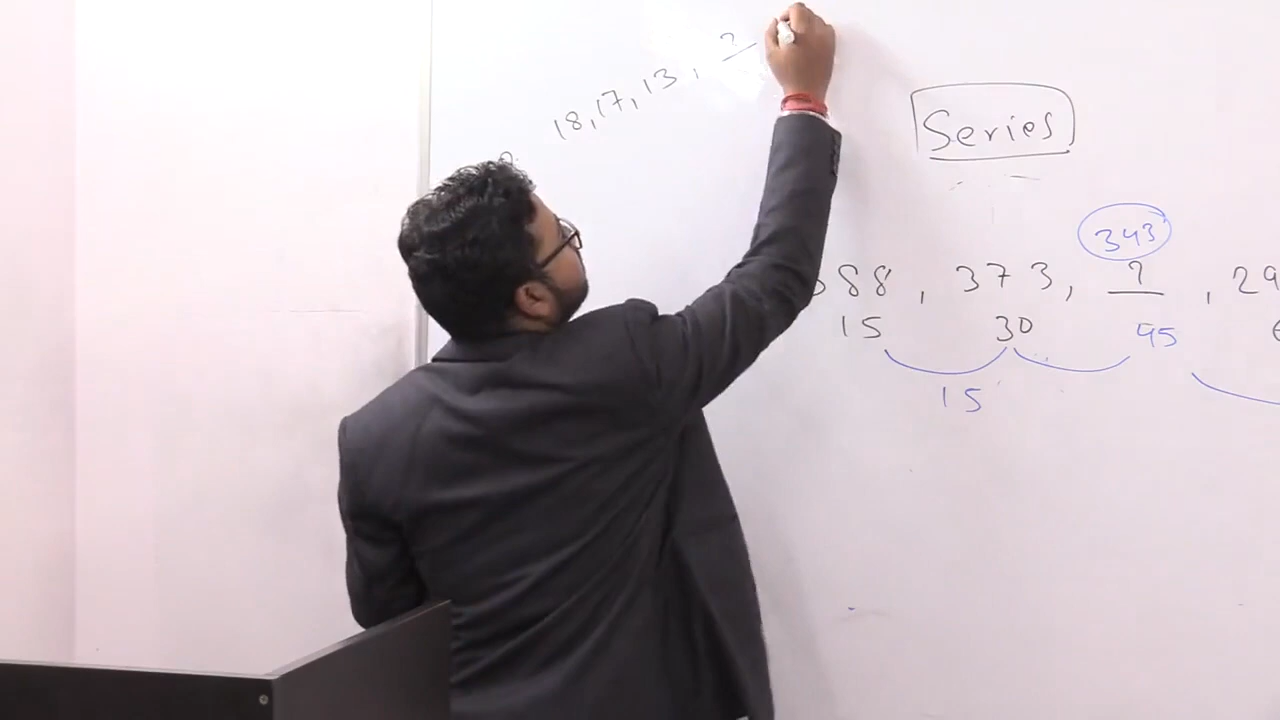 18, 17, 13, ?
Series
343
88, 373, ?, 29
15 30 45
15